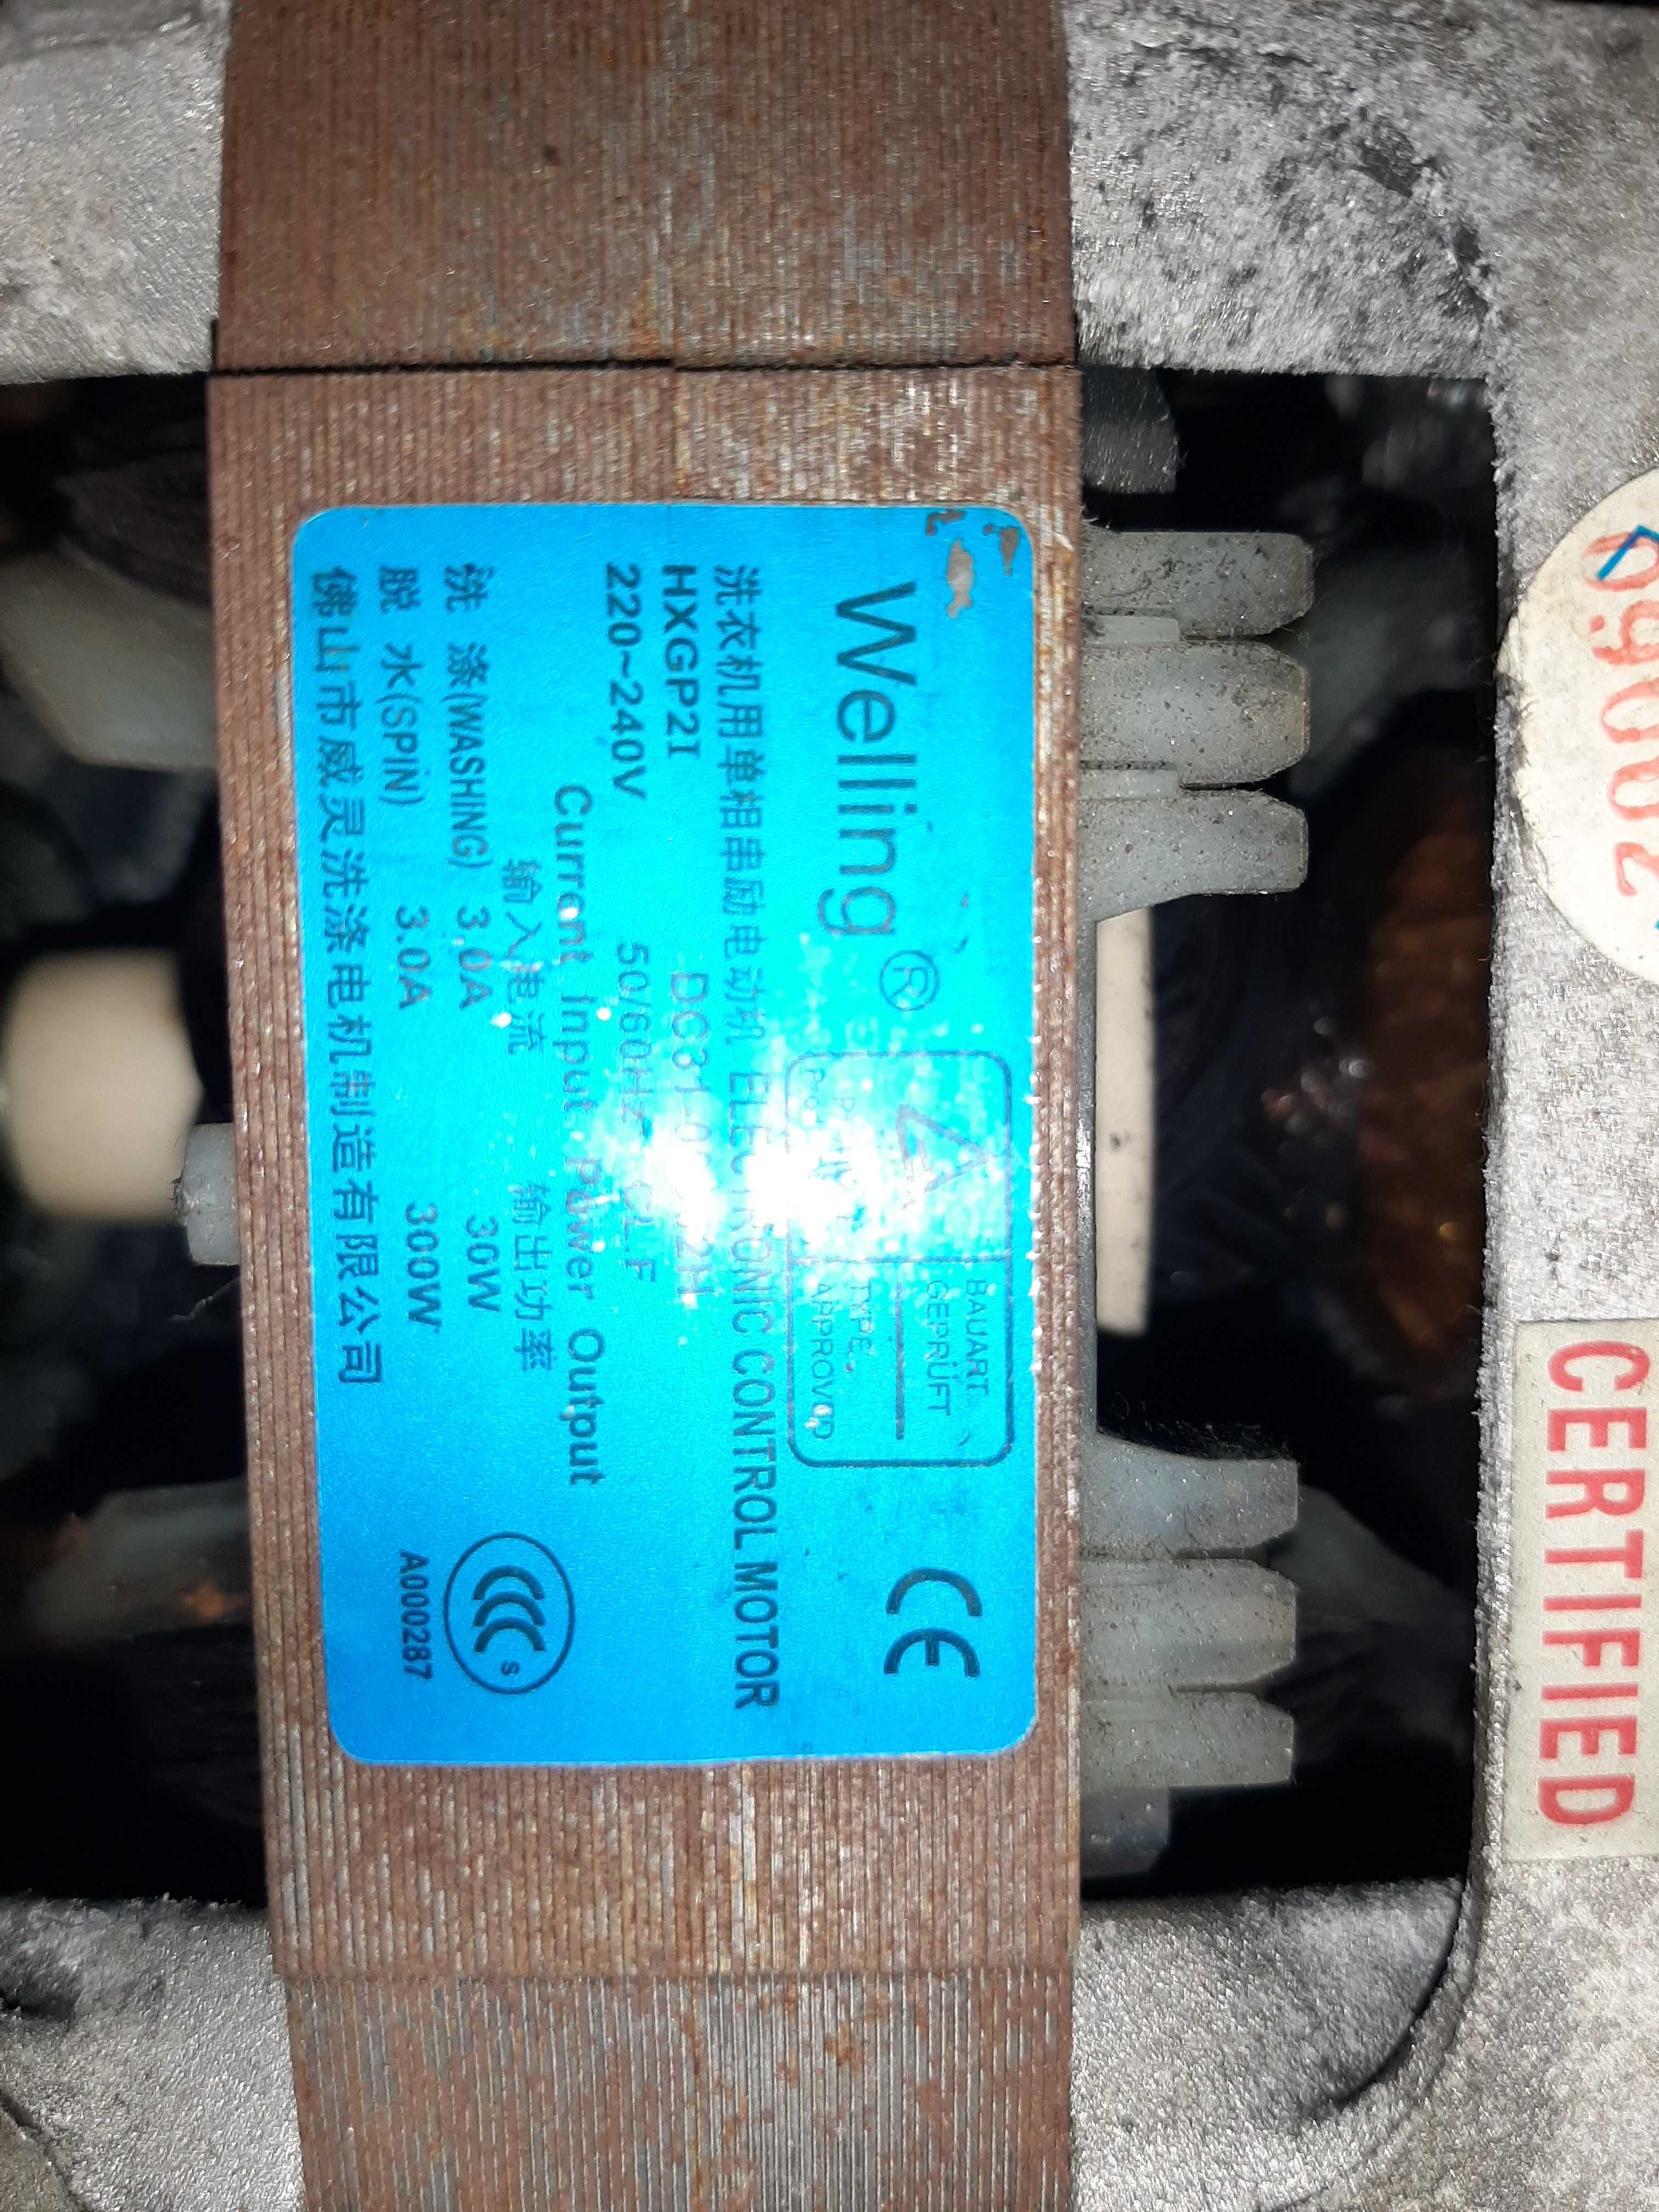 Welling®
BAUART
GEPRÜFT
TYPE
APPROVED
CE
洗衣机用单相串励电动机 ELECTRONIC CONTROL MOTOR
HXGP2I
220~240V 50/60Hz CL.F
Current Input Power Output
输入电流 输出功率
洗 涤(WASHING) 3.0A 30W
脱 水(SPIN) 3.0A 300W
佛山市威灵洗涤电机制造有限公司
CCC S
A000287
CERTIFIED